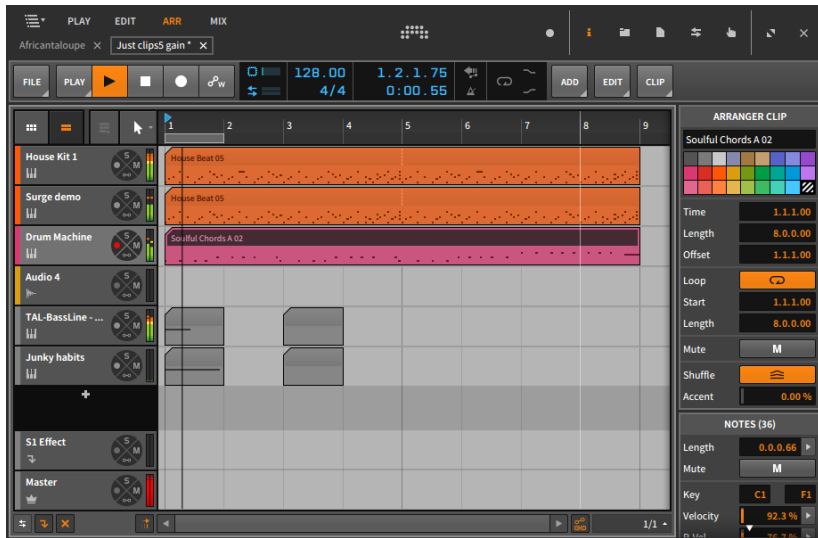 PLAY EDIT ARR MIX
Africantaloupe × Just clips5 gain * ×
FILE PLAY W 128.00 4/4 1.2.1.75 0:00.55 ADD EDIT CLIP
1 2 3 4 5 6 7 8 9
House Kit 1 S M House Beat 05
Surge demo S M House Beat 05
Drum Machine S M Soulful Chords A 02
Audio 4 S M
TAL-BassLine - ... S M
Junky habits S M
+
S1 Effect S M
Master S M
1/1
ARRANGER CLIP
Soulful Chords A 02
Time 1.1.1.00
Length 8.0.0.00
Offset 1.1.1.00
Loop
Start 1.1.1.00
Length 8.0.0.00
Mute M
Shuffle
Accent 0.00 %
NOTES (36)
Length 0.0.0.66
Mute M
Key C1 F1
Velocity 92.3 %
R-Vel 76.7 %